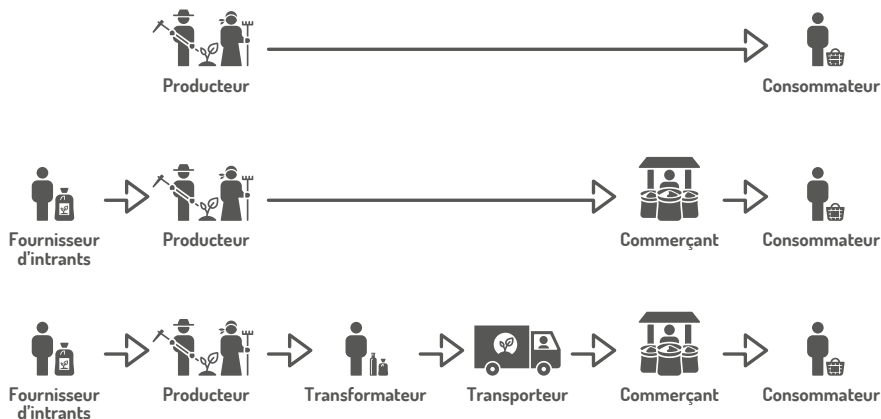 Producteur Consommateur
Fournisseur Producteur Commerçant Consommateur
d'intrants
Fournisseur Producteur Transformateur Transporteur Commerçant Consommateur
d'intrants